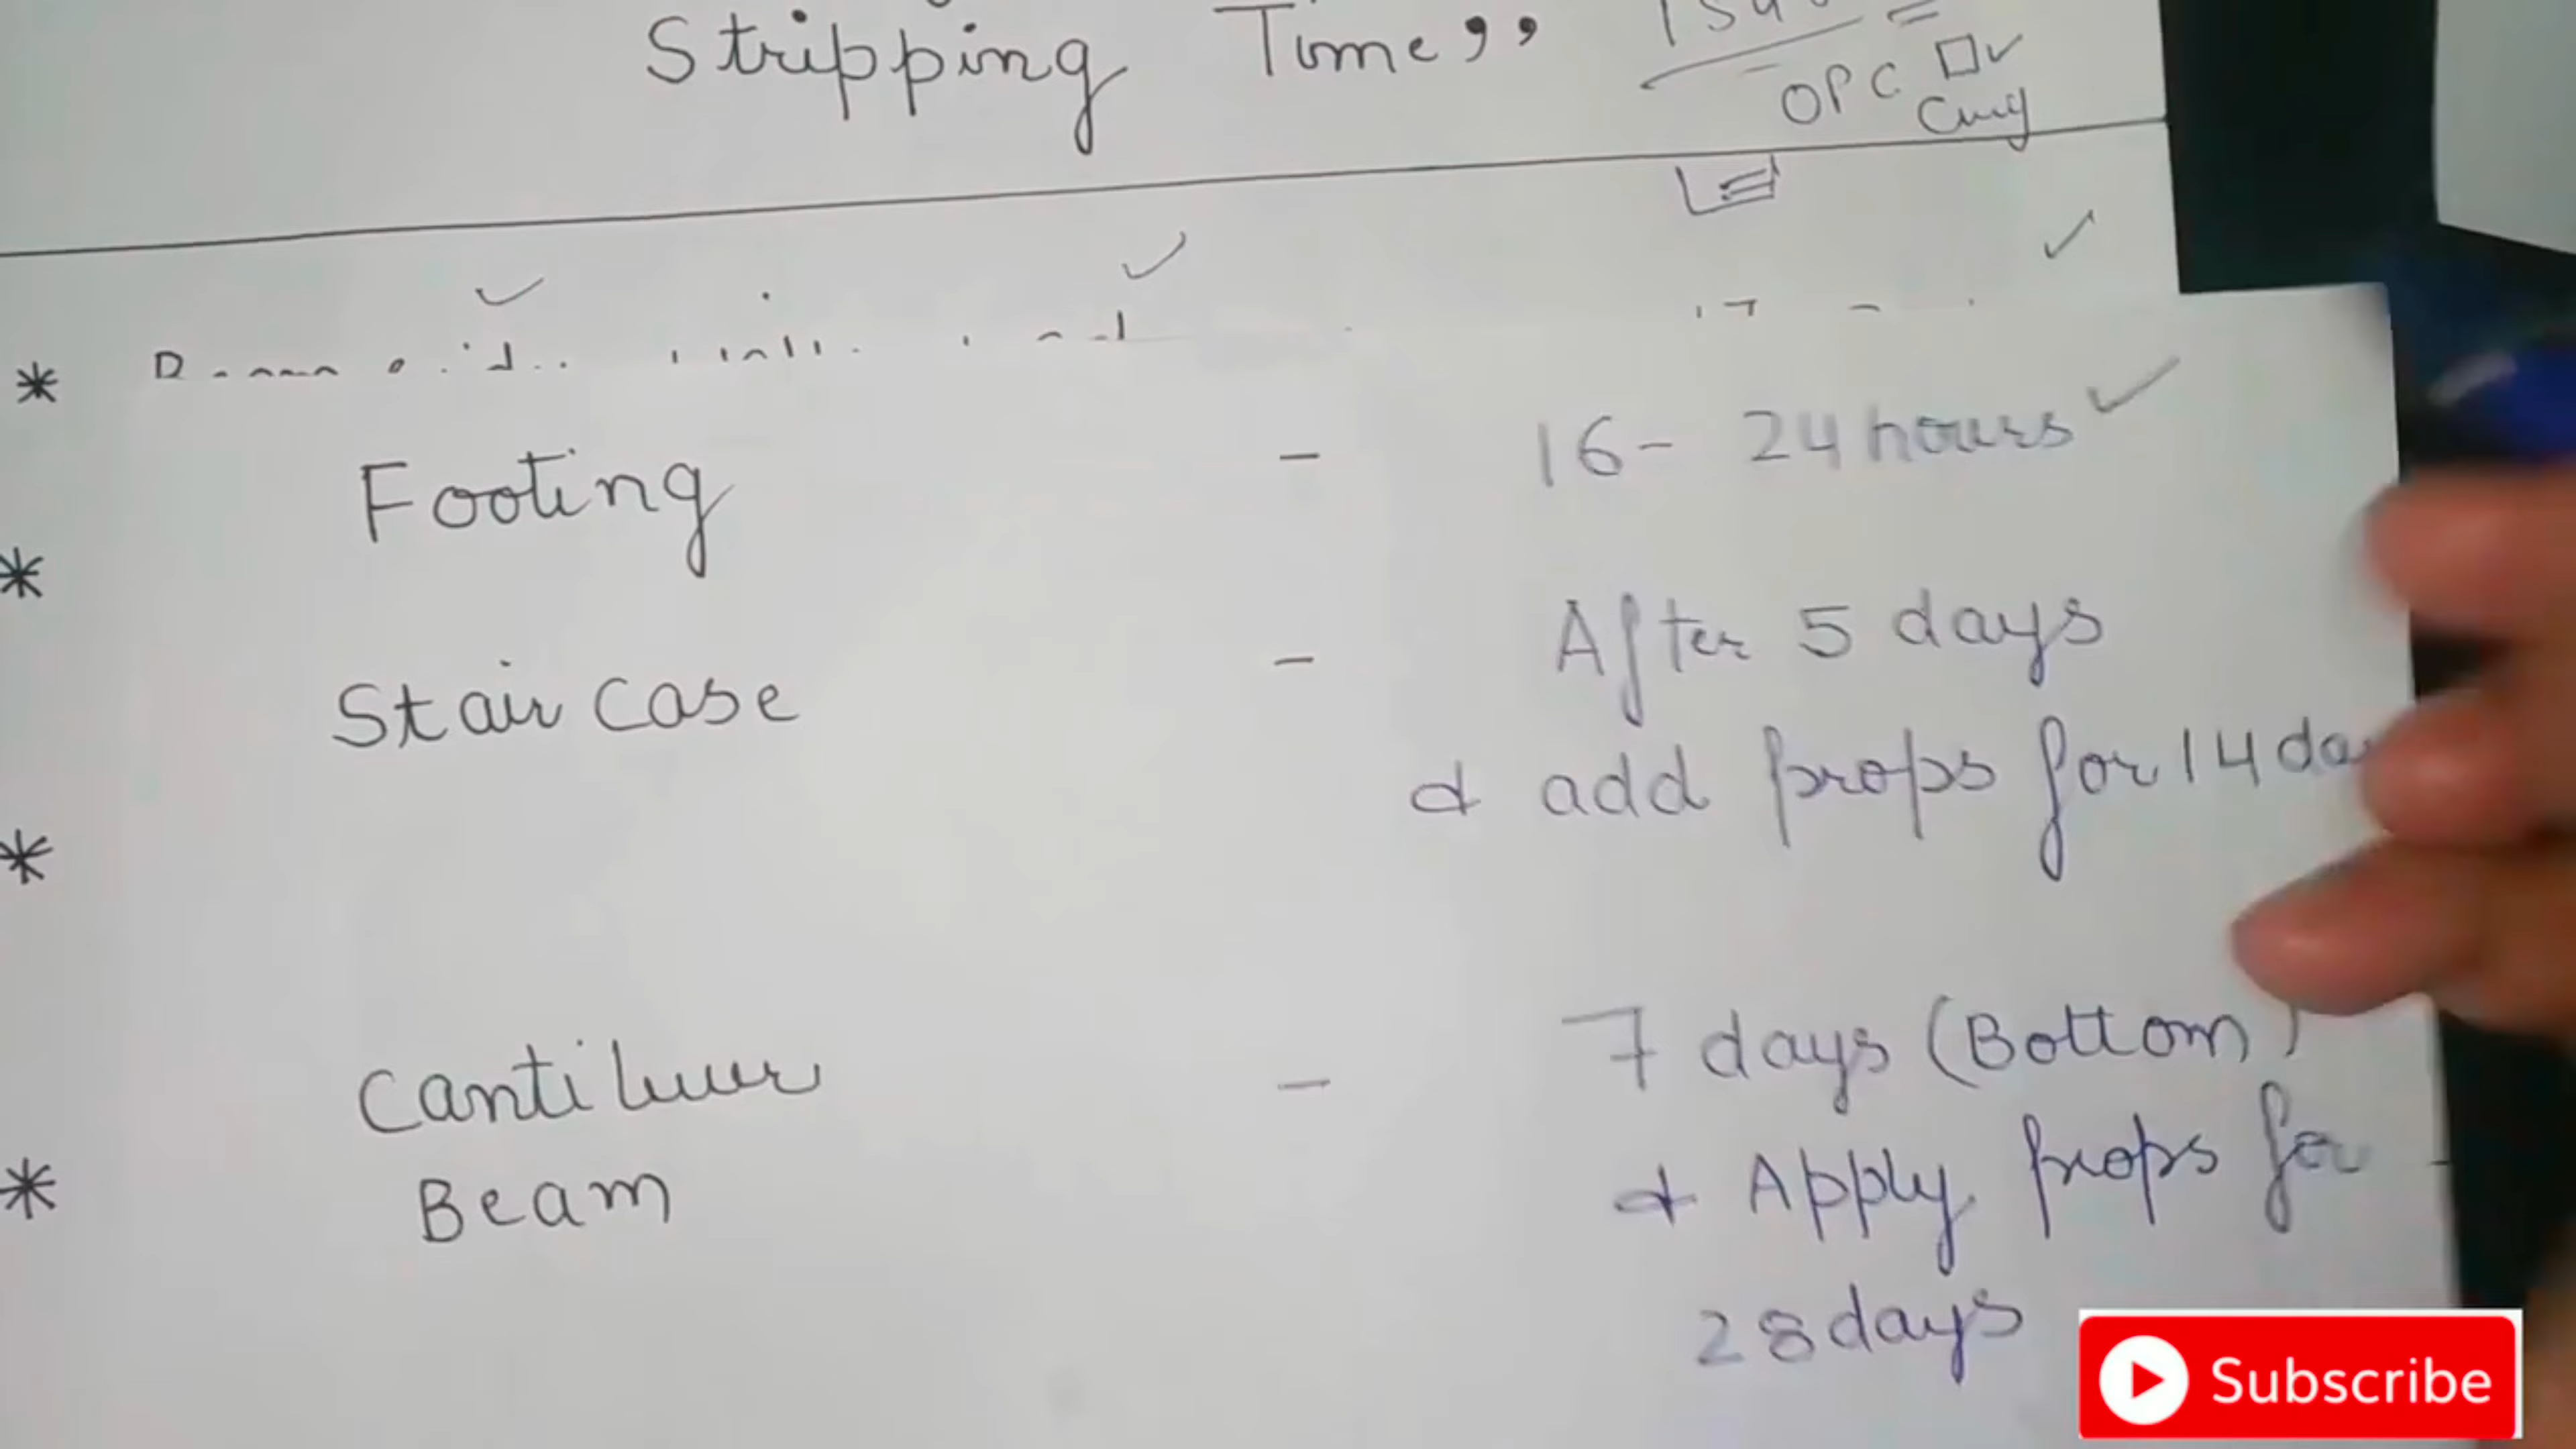 Stripping Time"
OPC
Footing - 16 - 24 hours
Stair Case - After 5 days
& add props for 14 da
Cantilever - 7 days (Bottom)
Beam & Apply props for
28 days
Subscribe